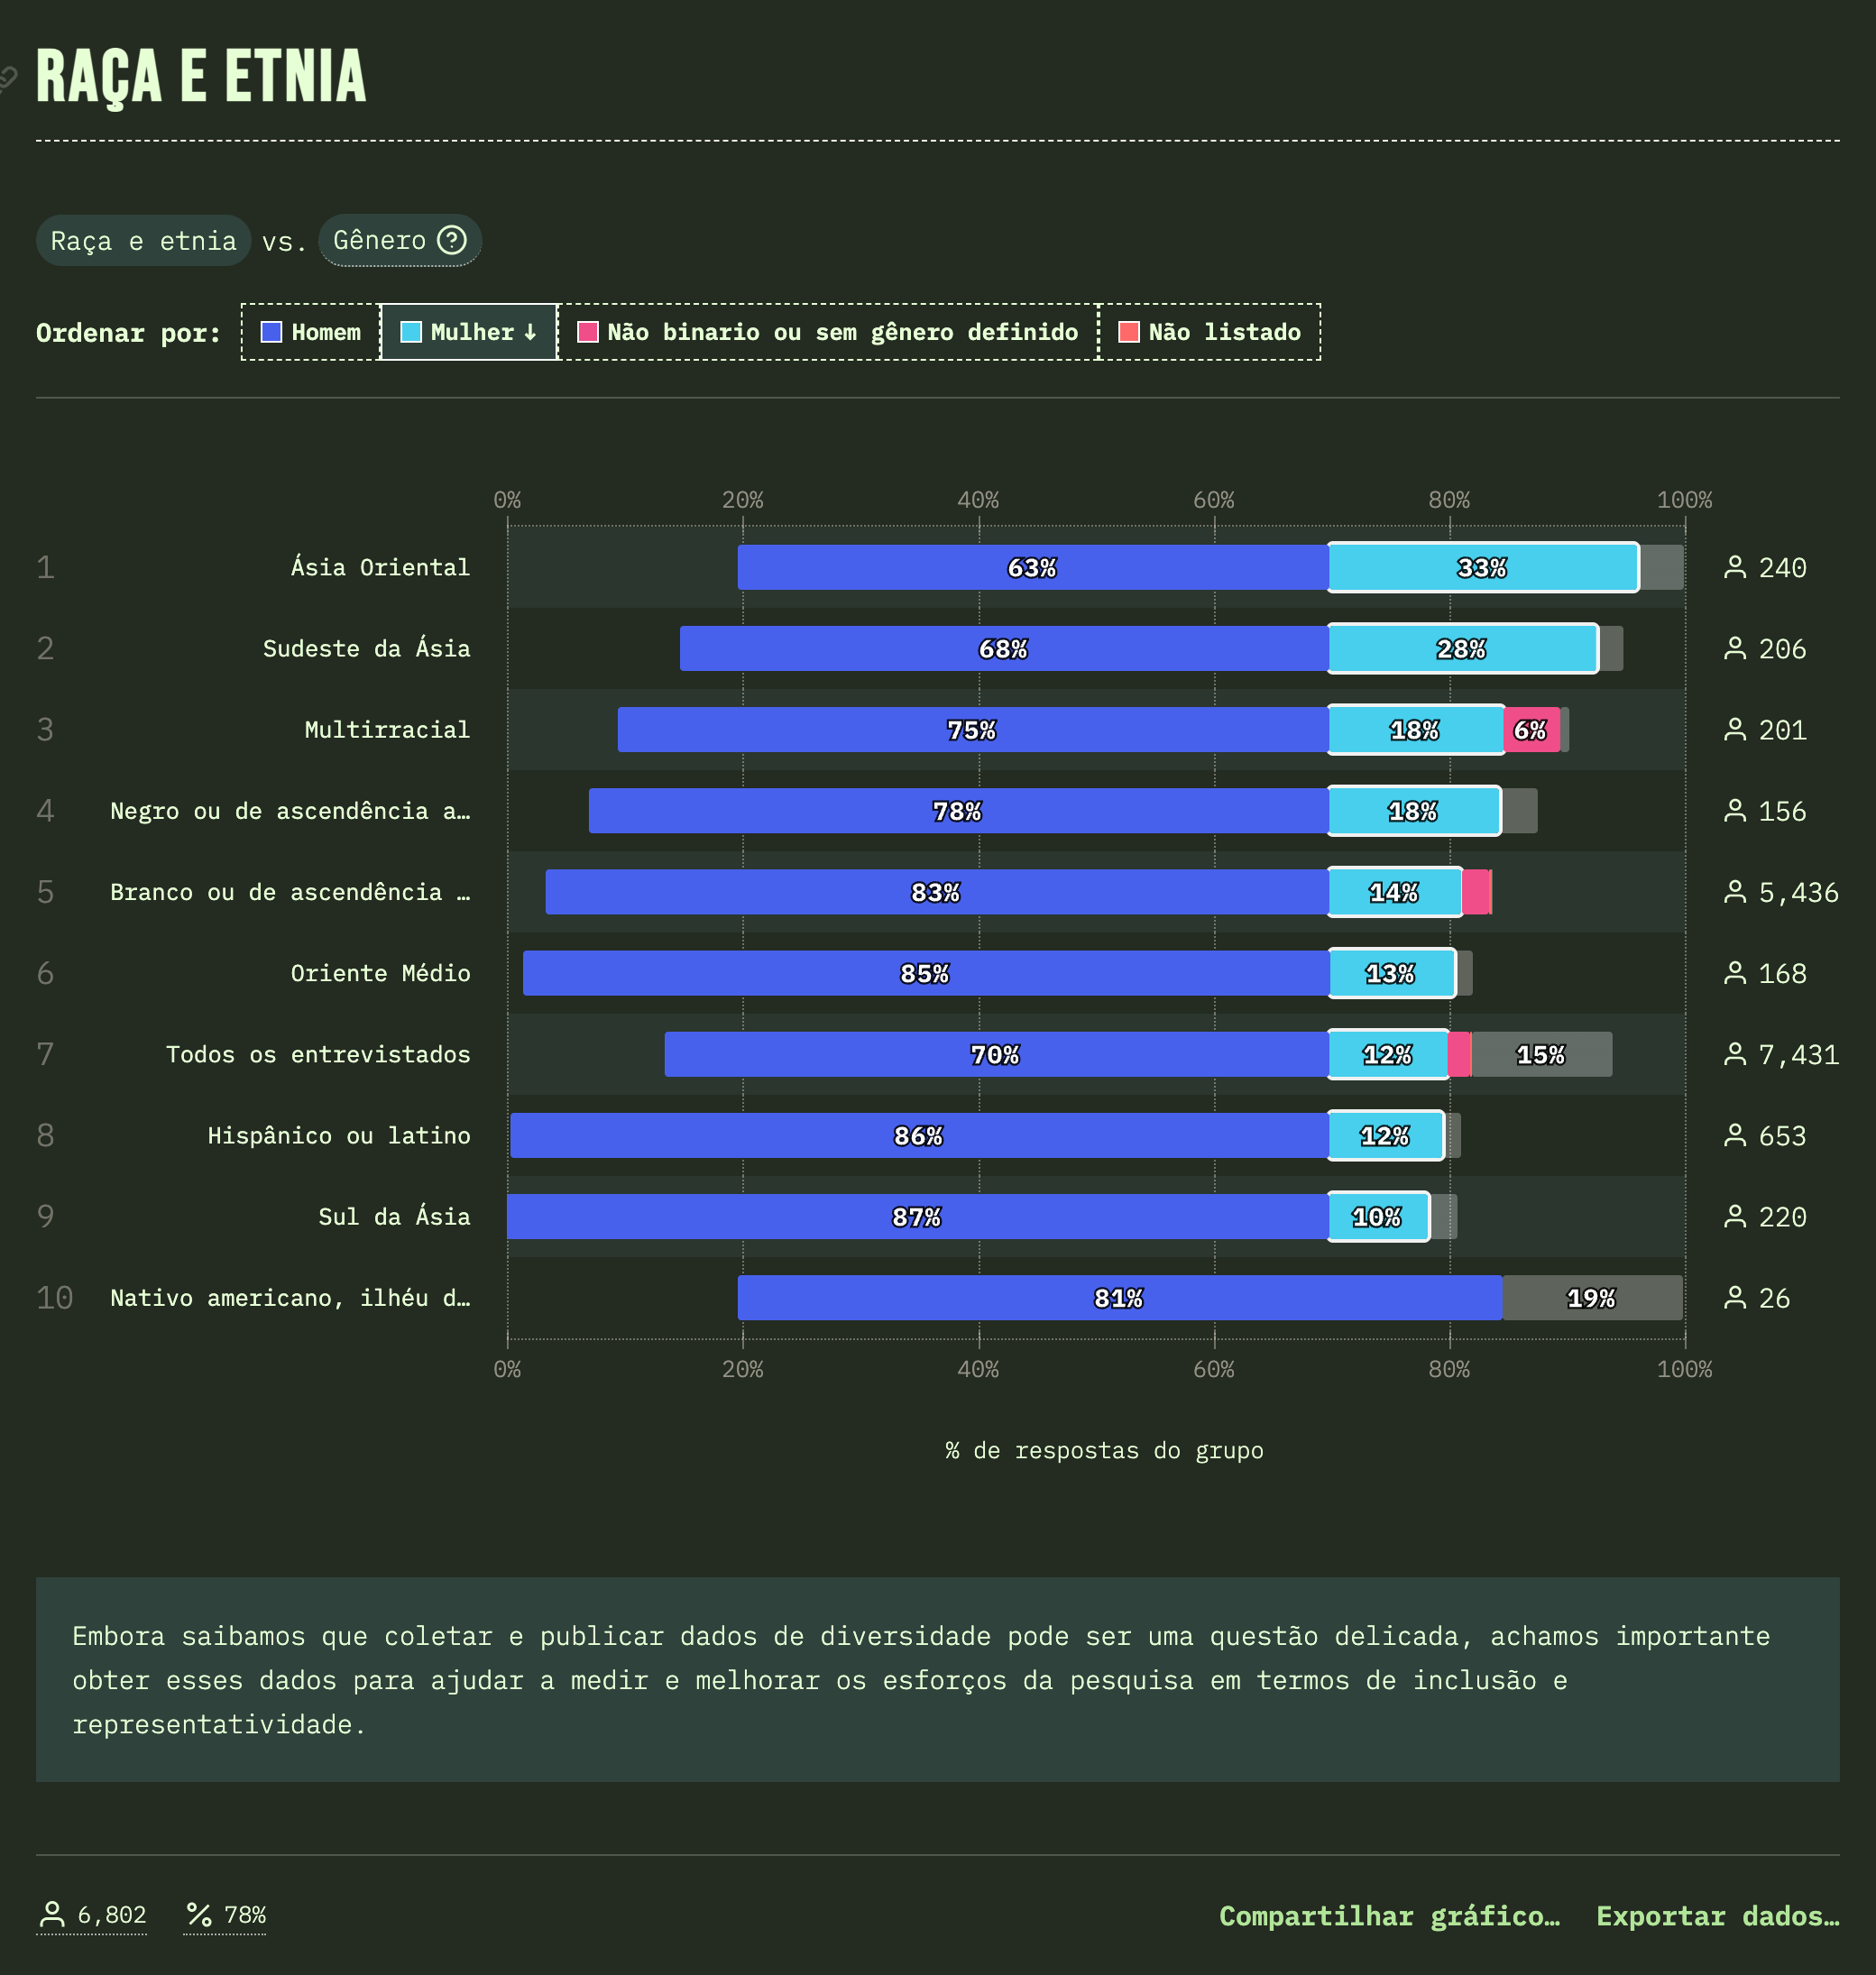 RAÇA E ETNIA
Raça e etnia vs. Gênero
Ordenar por: Homem Mulher ↓ Não binario ou sem gênero definido Não listado
0% 20% 40% 60% 80% 100%
1 Ásia Oriental 63% 33% 240
2 Sudeste da Ásia 68% 28% 206
3 Multirracial 75% 18% 6% 201
4 Negro ou de ascendência a… 78% 18% 156
5 Branco ou de ascendência … 83% 14% 5,436
6 Oriente Médio 85% 13% 168
7 Todos os entrevistados 70% 12% 15% 7,431
8 Hispânico ou latino 86% 12% 653
9 Sul da Ásia 87% 10% 220
10 Nativo americano, ilhéu d… 81% 19% 26
0% 20% 40% 60% 80% 100%
% de respostas do grupo
Embora saibamos que coletar e publicar dados de diversidade pode ser uma questão delicada, achamos importante
obter esses dados para ajudar a medir e melhorar os esforços da pesquisa em termos de inclusão e
representatividade.
6,802 78% Compartilhar gráfico… Exportar dados…